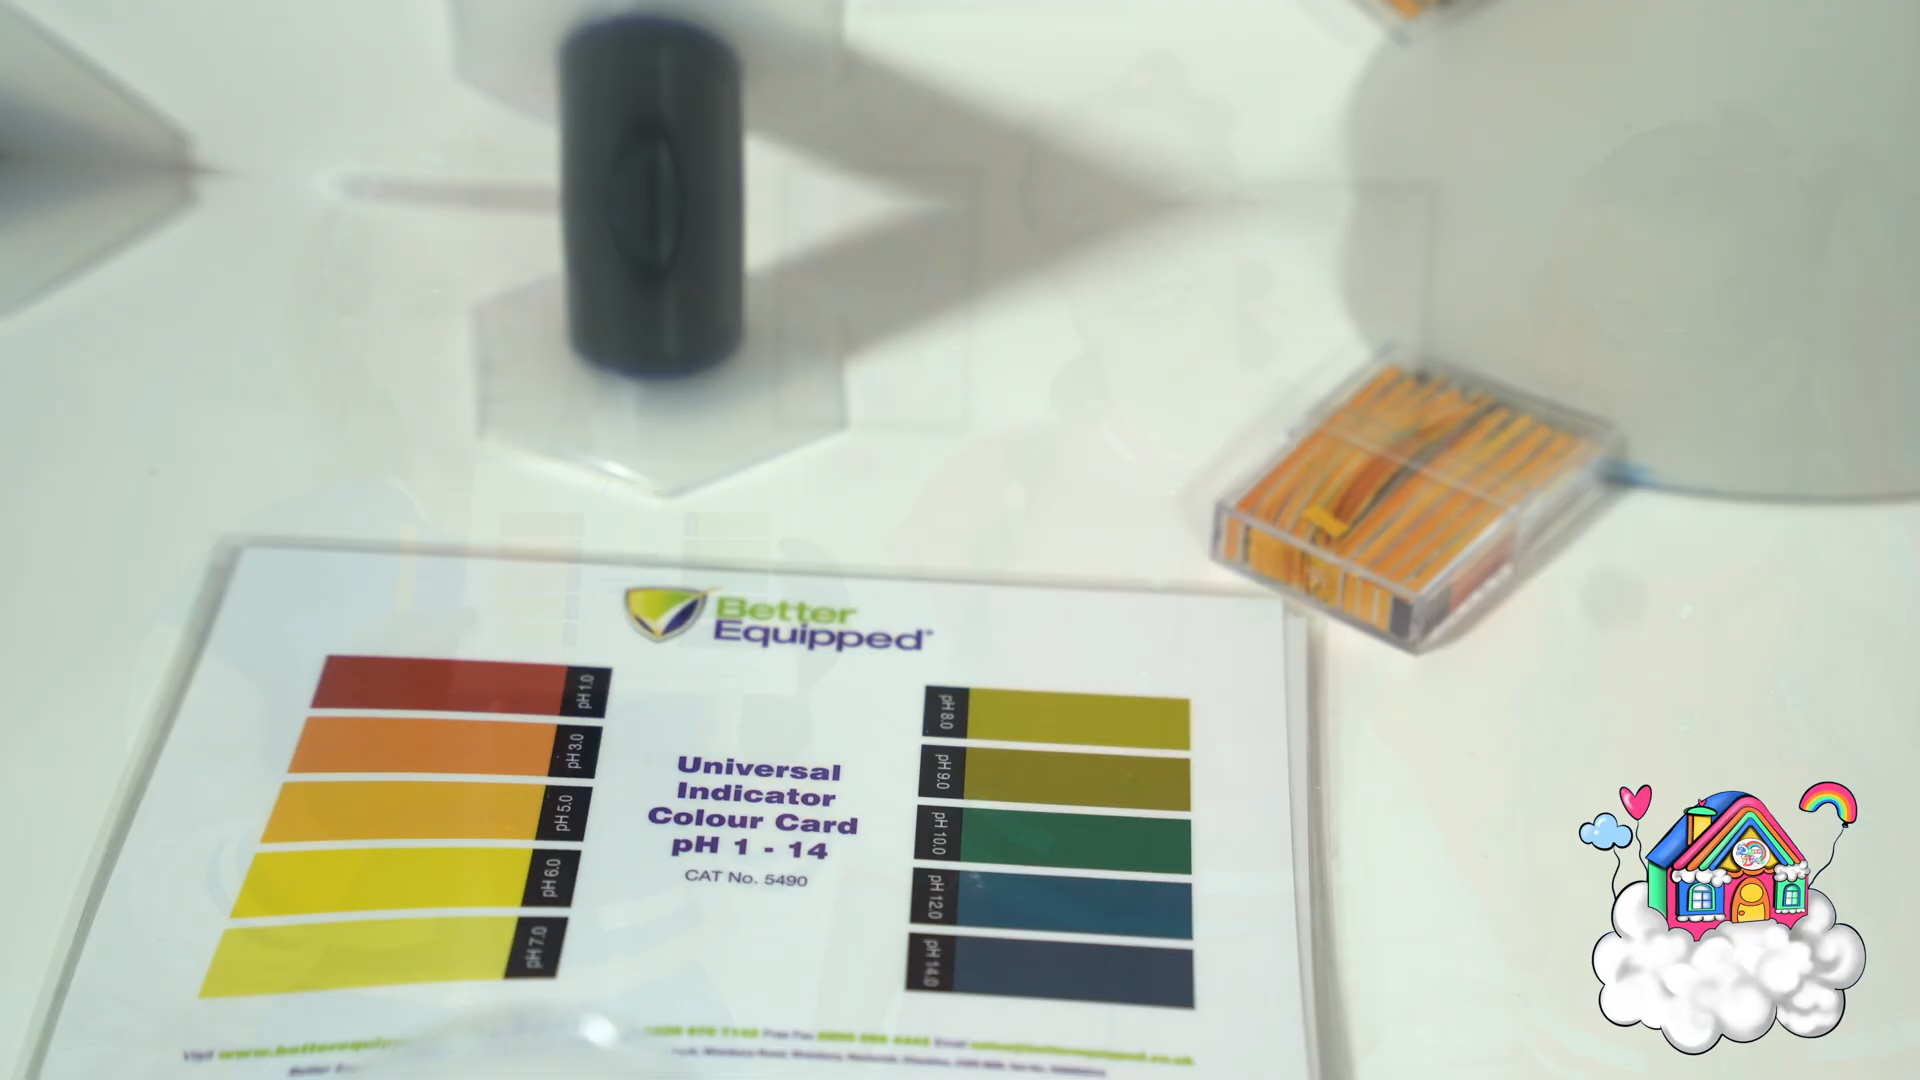 Better
Equipped
pH 1.0
pH 3.0
pH 5.0
pH 6.0
pH 7.0
Universal
Indicator
Colour Card
pH 1 - 14
CAT No. 5490
pH 8.0
pH 9.0
pH 10.0
pH 12.0
pH 14.0
Visit